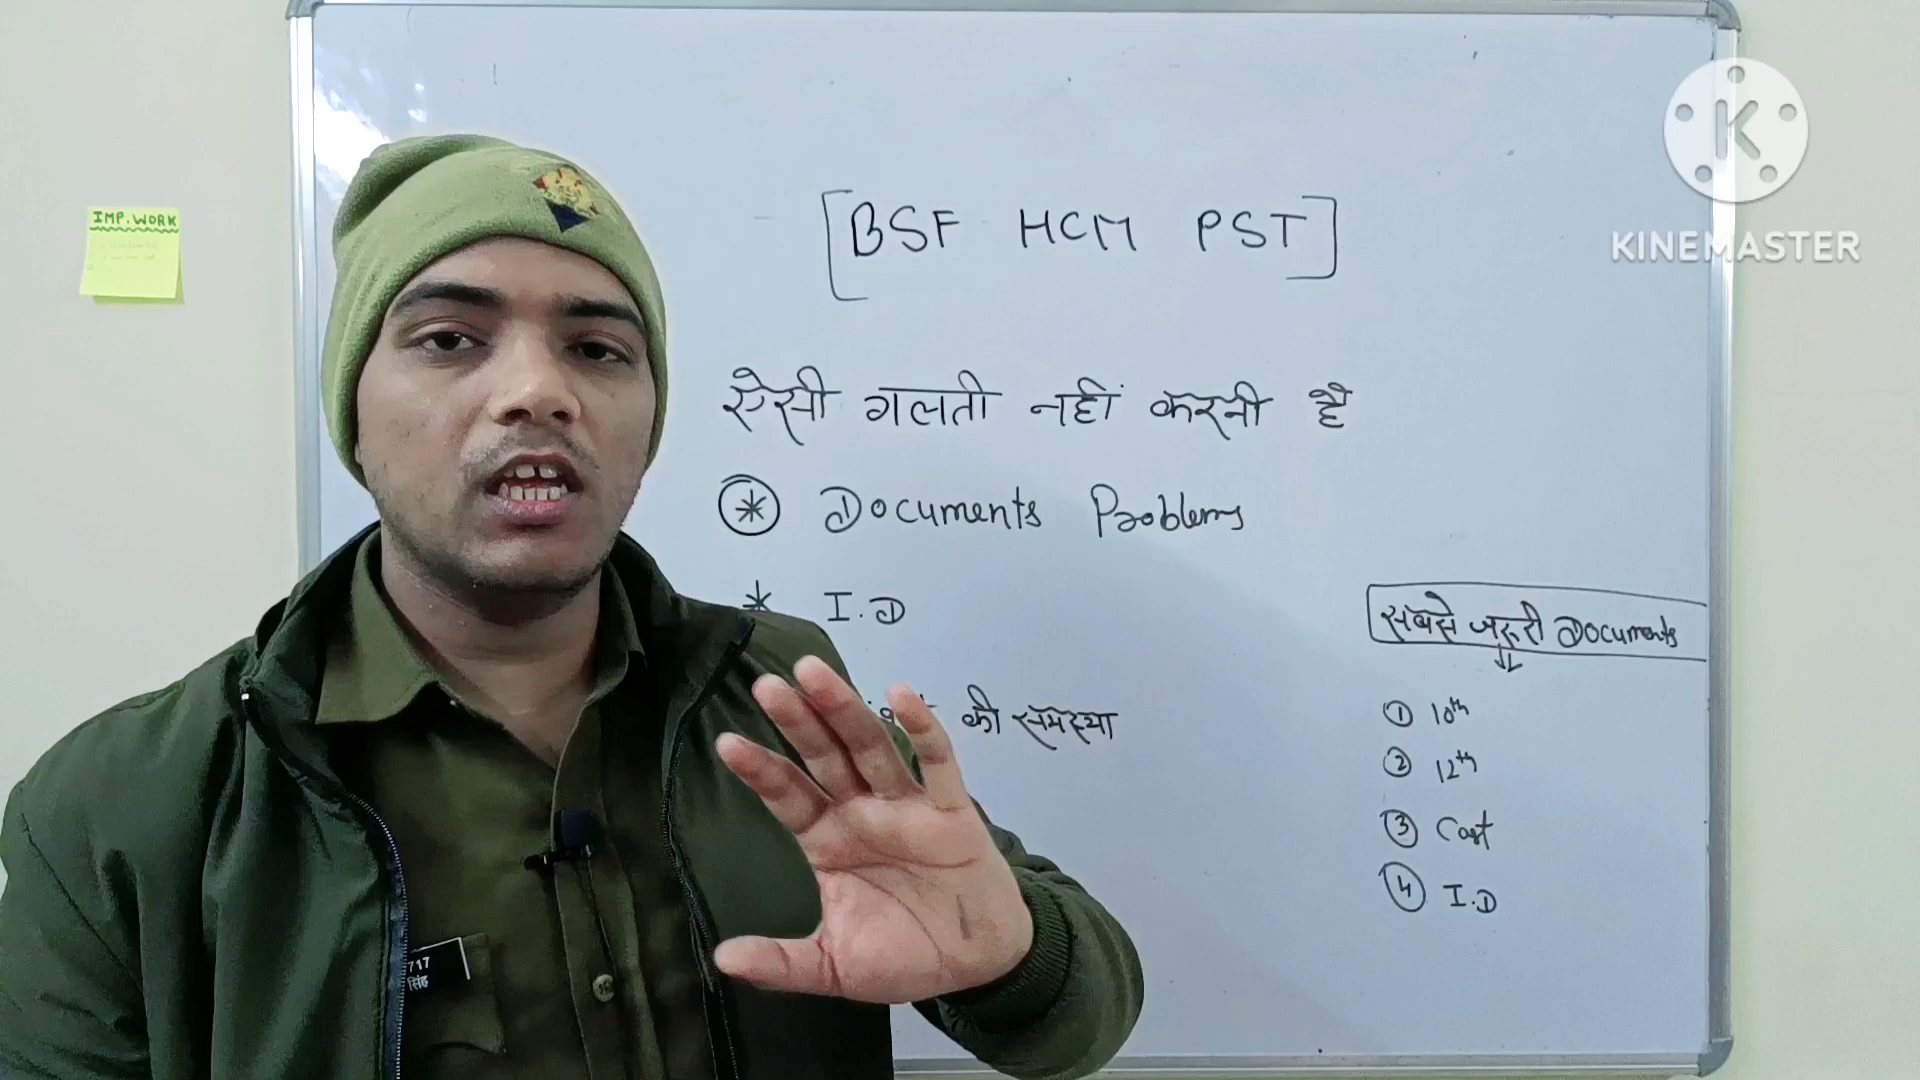 IMP. WORK
KINEMASTER
[BSF HCM PST]
ऐसी गलती नहीं करनी है
* Documents Problems
* I.D
की समस्या
सबसे जरूरी Documents
① 10th
② 12th
③ Cast
④ I.D
717
सिंह